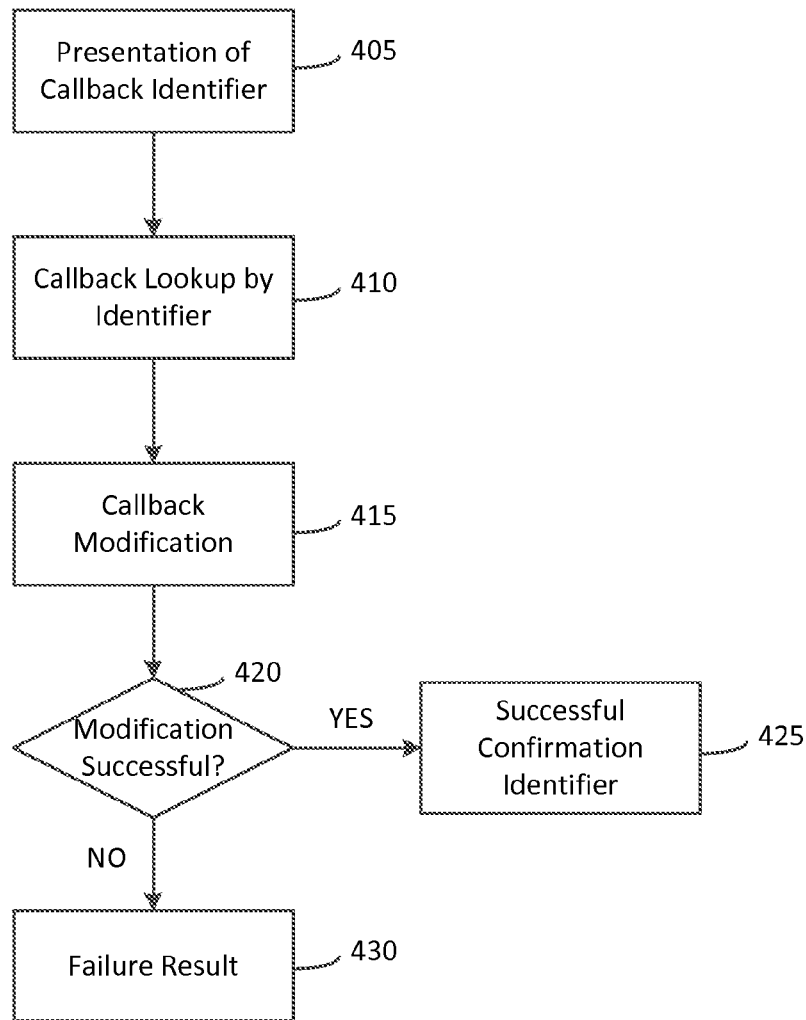 Presentation of
Callback Identifier
405
Callback Lookup by
Identifier
410
Callback
Modification
415
420
Modification
Successful?
YES
Successful
Confirmation
Identifier
425
NO
Failure Result
430